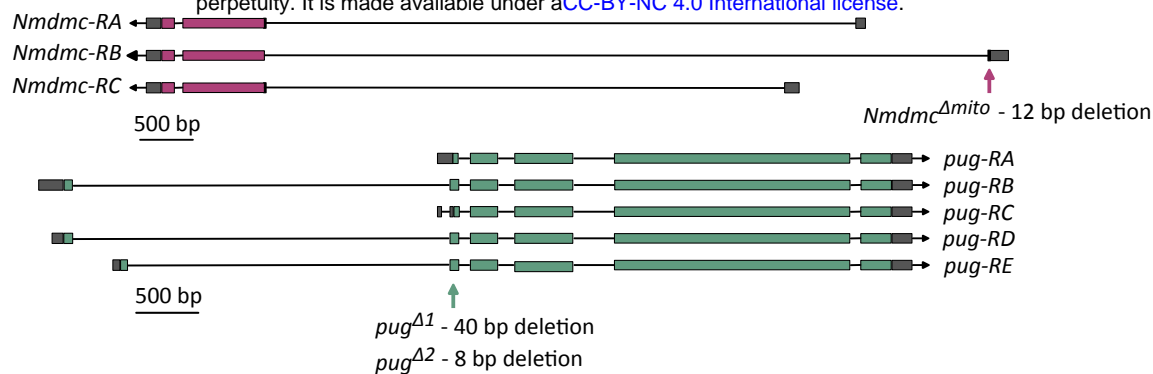 perpetuity. It is made available under aCC-BY-NC 4.0 International license.
Nmdmc-RA
Nmdmc-RB
Nmdmc-RC
500 bp
Nmdmc^Δmito - 12 bp deletion
pug-RA
pug-RB
pug-RC
pug-RD
pug-RE
500 bp
pug^Δ1 - 40 bp deletion
pug^Δ2 - 8 bp deletion